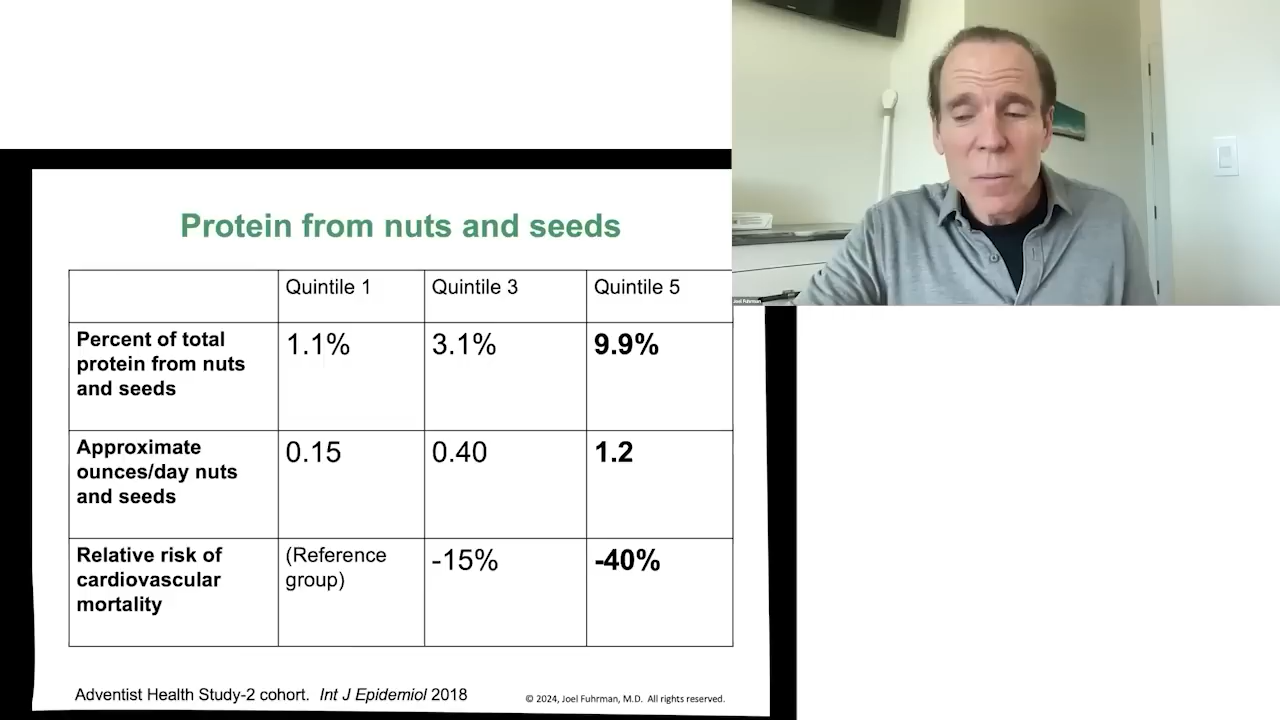 Protein from nuts and seeds
Quintile 1
Quintile 3
Quintile 5
Percent of total
protein from nuts
and seeds
1.1%
3.1%
9.9%
Approximate
ounces/day nuts
and seeds
0.15
0.40
1.2
Relative risk of
cardiovascular
mortality
(Reference
group)
-15%
-40%
Adventist Health Study-2 cohort. Int J Epidemiol 2018
© 2024, Joel Fuhrman, M.D. All rights reserved.
Joel Fuhrman